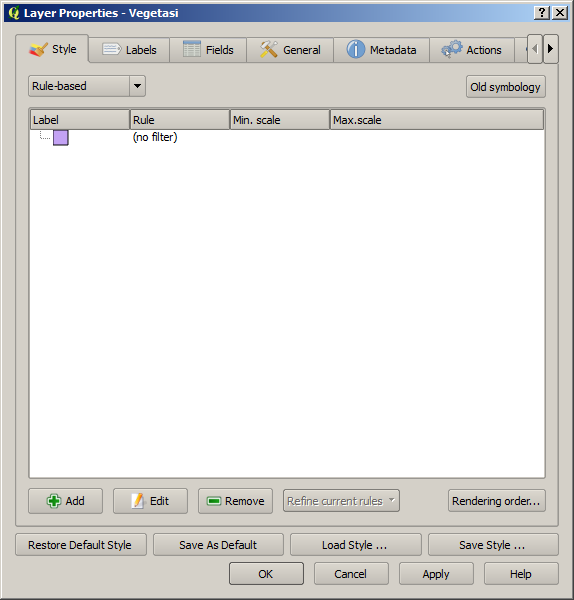 Layer Properties - Vegetasi
Style Labels Fields General Metadata Actions
Rule-based Old symbology
Label Rule Min. scale Max.scale
(no filter)
Add Edit Remove Refine current rules Rendering order...
Restore Default Style Save As Default Load Style ... Save Style ...
OK Cancel Apply Help